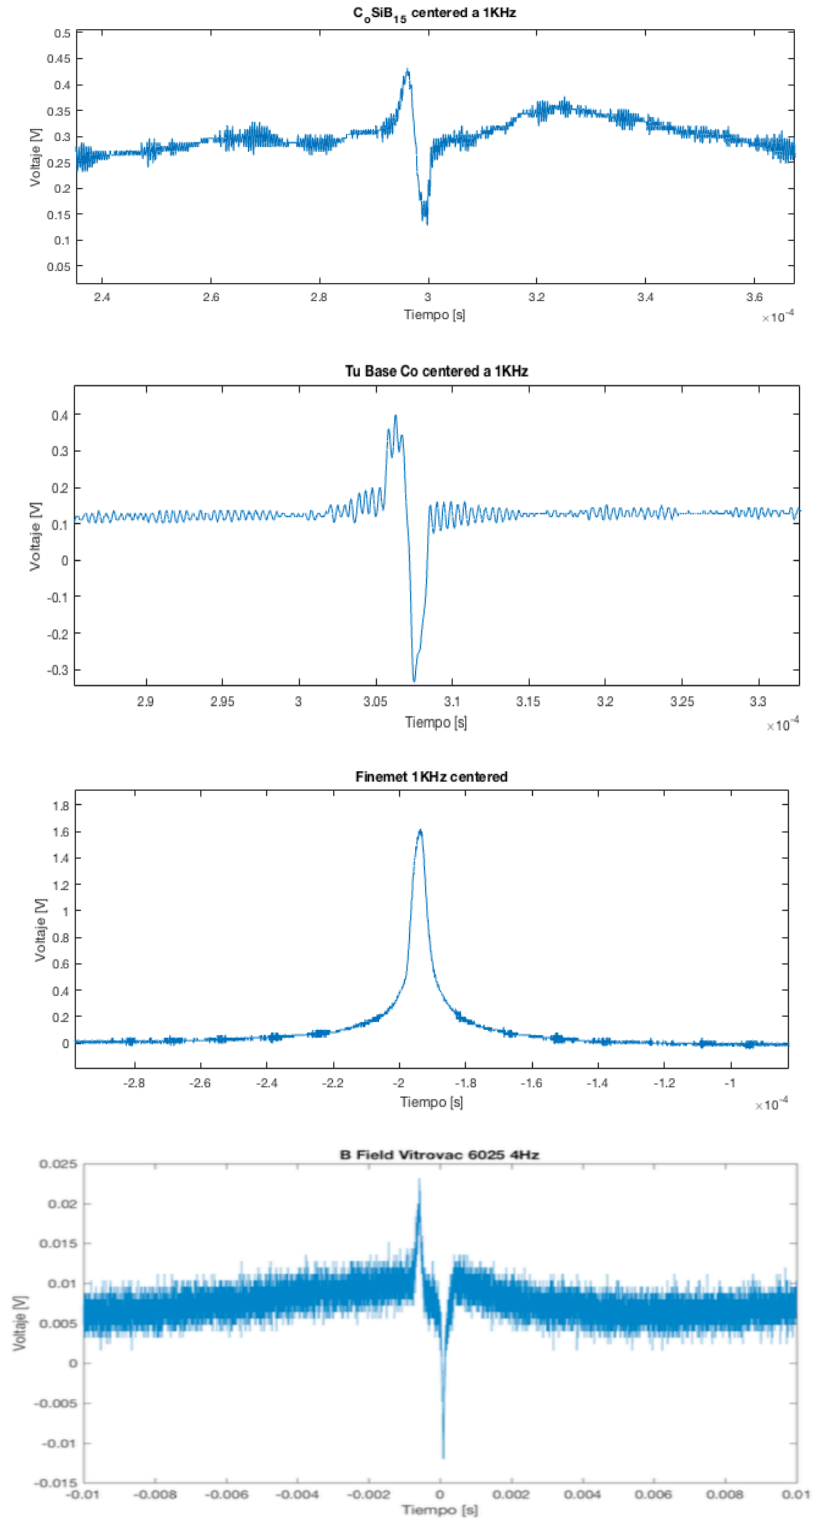 CoSiB15 centered a 1KHz
0.5
0.45
0.4
0.35
0.3
0.25
0.2
0.15
0.1
0.05
Voltaje [V]
2.4 2.6 2.8 3 3.2 3.4 3.6
Tiempo [s]
×10-4
Tu Base Co centered a 1KHz
0.4
0.3
0.2
0.1
0
-0.1
-0.2
-0.3
Voltaje [V]
2.9 2.95 3 3.05 3.1 3.15 3.2 3.25 3.3
Tiempo [s]
×10-4
Finemet 1KHz centered
1.8
1.6
1.4
1.2
1
0.8
0.6
0.4
0.2
0
Voltaje [V]
-2.8 -2.6 -2.4 -2.2 -2 -1.8 -1.6 -1.4 -1.2 -1
Tiempo [s]
×10-4
B Field Vitrovac 6025 4Hz
0.025
0.02
0.015
0.01
0.005
0
-0.005
-0.01
-0.015
Voltaje [V]
-0.01 -0.008 -0.006 -0.004 -0.002 0 0.002 0.004 0.006 0.008 0.01
Tiempo [s]